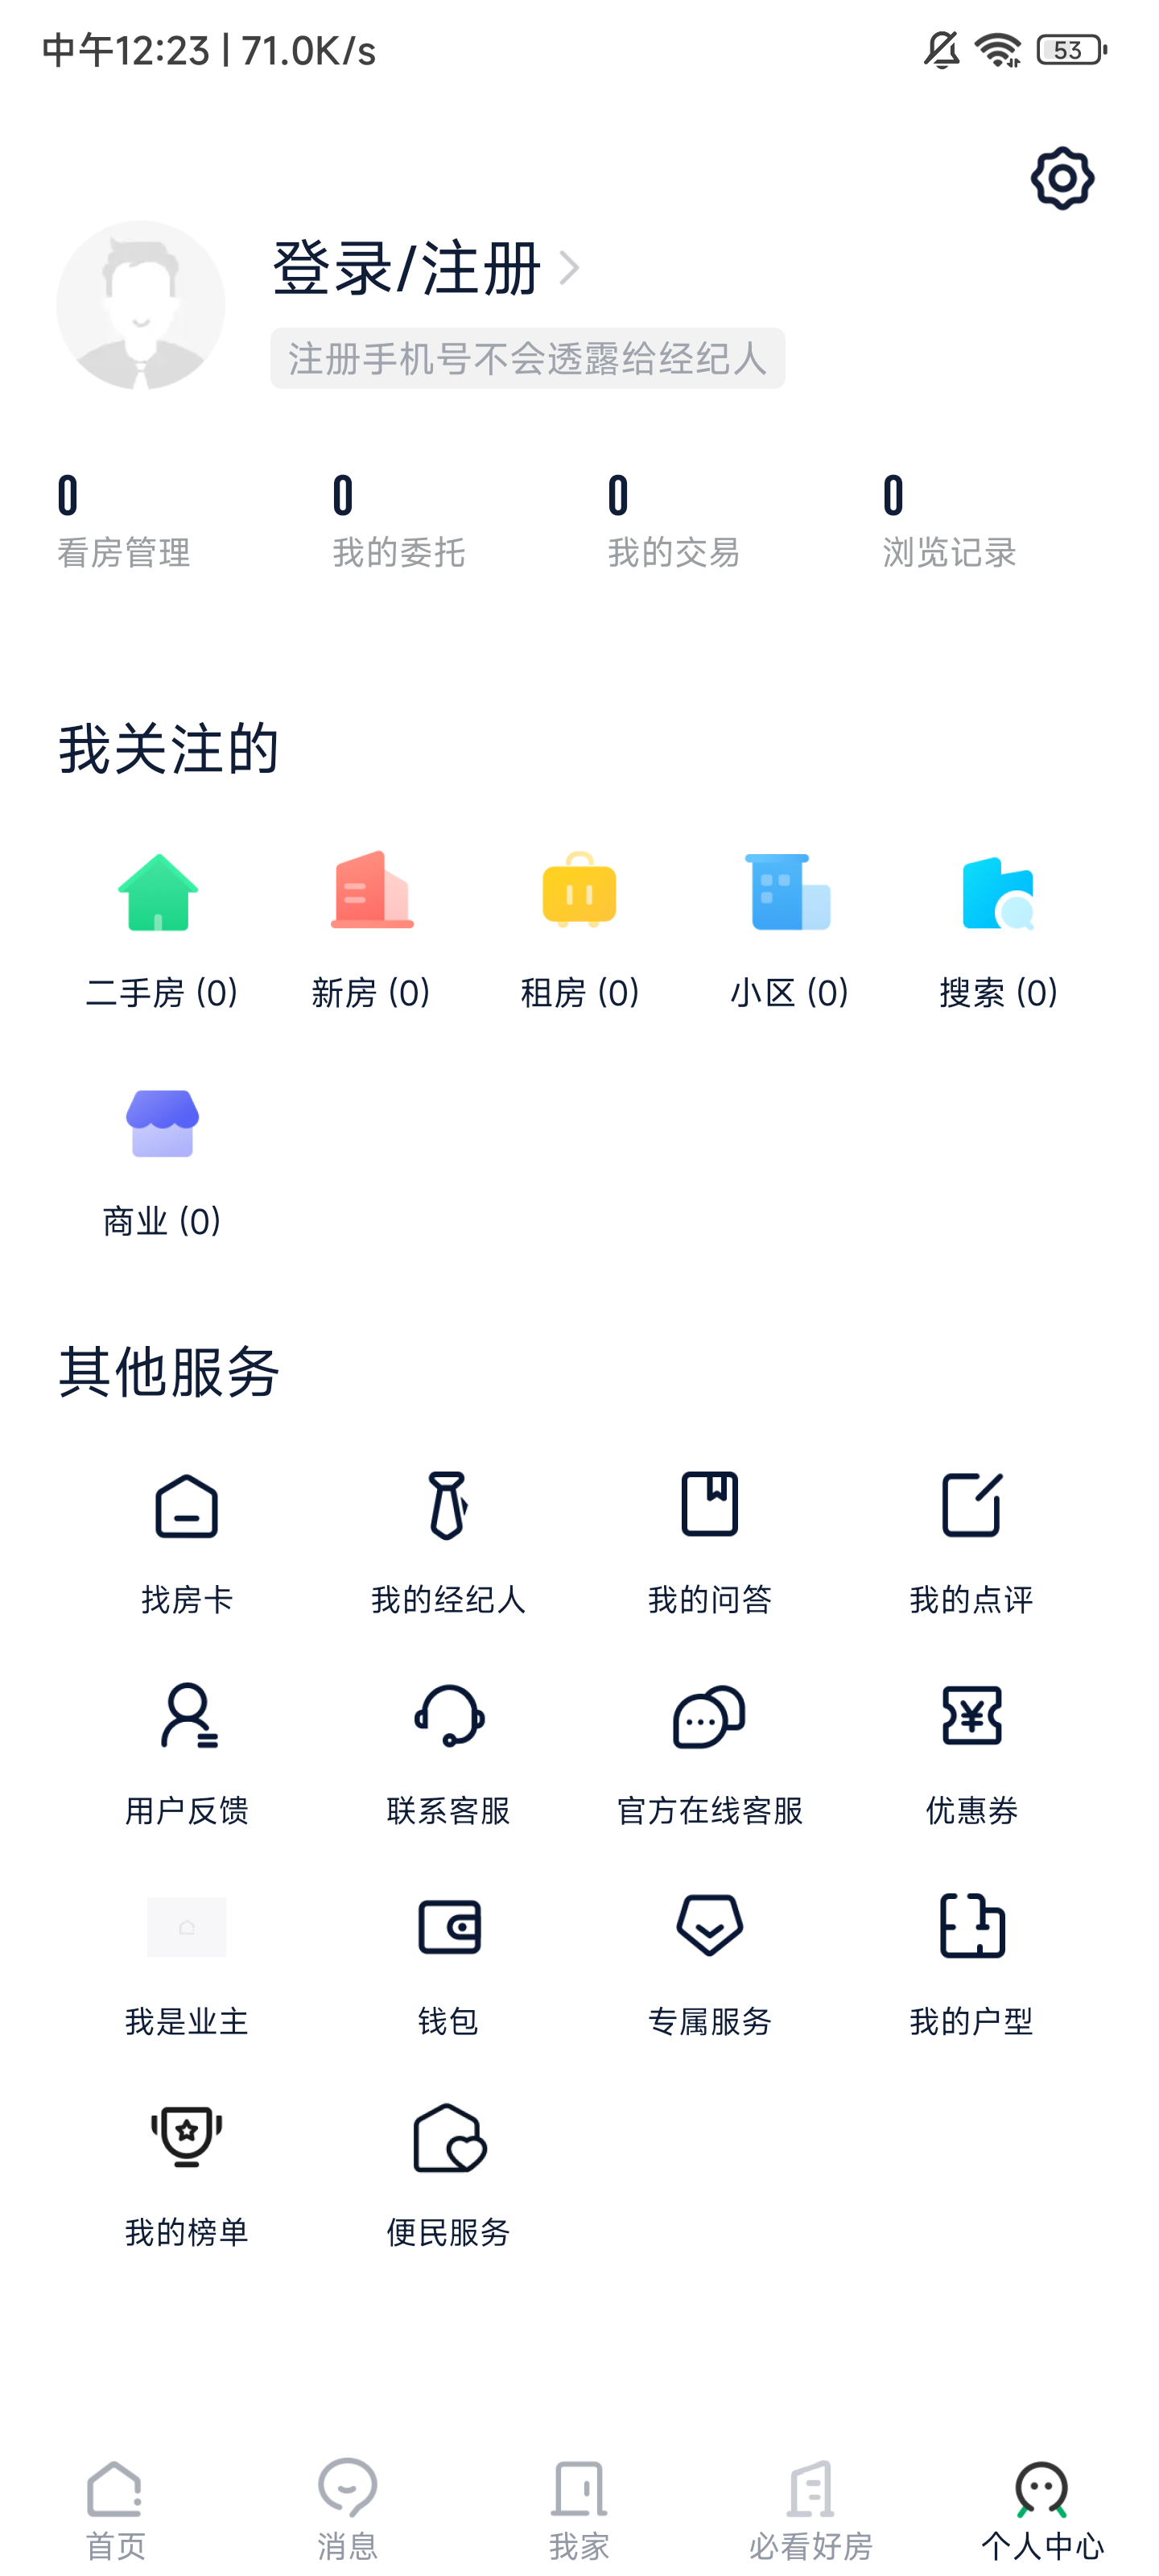 中午12:23 | 71.0K/s
53
登录/注册
注册手机号不会透露给经纪人
0 0 0 0
看房管理 我的委托 我的交易 浏览记录
我关注的
二手房 (0) 新房 (0) 租房 (0) 小区 (0) 搜索 (0)
商业 (0)
其他服务
找房卡 我的经纪人 我的问答 我的点评
用户反馈 联系客服 官方在线客服 优惠券
我是业主 钱包 专属服务 我的户型
我的榜单 便民服务
首页 消息 我家 必看好房 个人中心